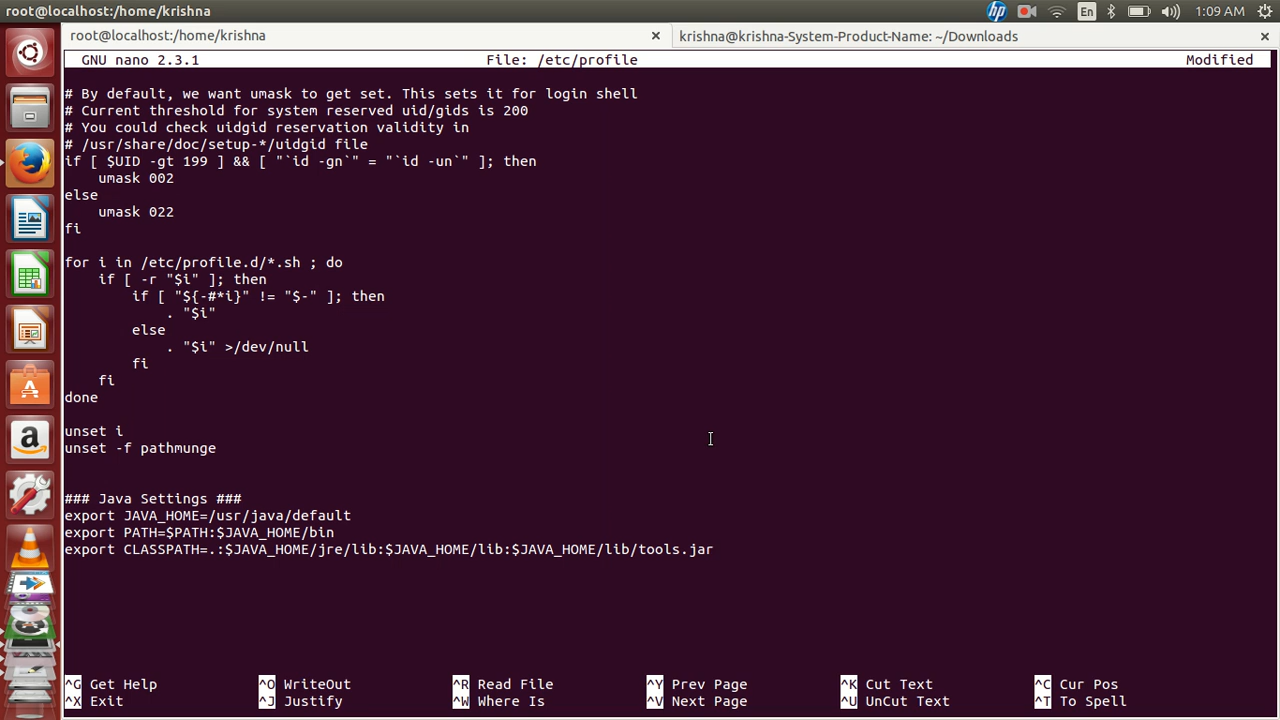 root@localhost:/home/krishna
En
1:09 AM
root@localhost:/home/krishna × krishna@krishna-System-Product-Name: ~/Downloads ×
GNU nano 2.3.1 File: /etc/profile Modified
# By default, we want umask to get set. This sets it for login shell
# Current threshold for system reserved uid/gids is 200
# You could check uidgid reservation validity in
# /usr/share/doc/setup-*/uidgid file
if [ $UID -gt 199 ] && [ "`id -gn`" = "`id -un`" ]; then
    umask 002
else
    umask 022
fi
for i in /etc/profile.d/*.sh ; do
    if [ -r "$i" ]; then
        if [ "${-#*i}" != "$-" ]; then
            . "$i"
        else
            . "$i" >/dev/null
        fi
    fi
done
unset i
unset -f pathmunge
### Java Settings ###
export JAVA_HOME=/usr/java/default
export PATH=$PATH:$JAVA_HOME/bin
export CLASSPATH=.:$JAVA_HOME/jre/lib:$JAVA_HOME/lib:$JAVA_HOME/lib/tools.jar
^G Get Help ^O WriteOut ^R Read File ^Y Prev Page ^K Cut Text ^C Cur Pos
^X Exit ^J Justify ^W Where Is ^V Next Page ^U UnCut Text ^T To Spell